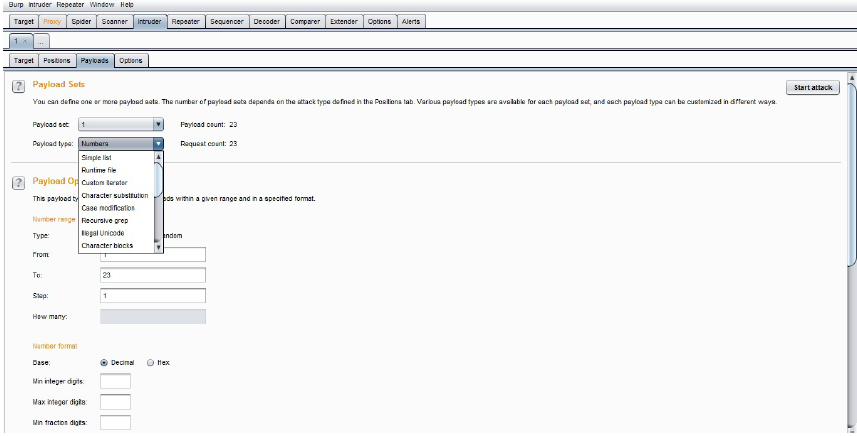 Burp Intruder Repeater Window Help
Target Proxy Spider Scanner Intruder Repeater Sequencer Decoder Comparer Extender Options Alerts
1 × ...
Target Positions Payloads Options
? Payload Sets
Start attack
You can define one or more payload sets. The number of payload sets depends on the attack type defined in the Positions tab. Various payload types are available for each payload set, and each payload type can be customized in different ways.
Payload set: 1 Payload count: 23
Payload type: Numbers Request count: 23
Simple list
Runtime file
Custom iterator
Character substitution
Case modification
Recursive grep
Illegal Unicode
Character blocks
? Payload Op
This payload ty ads within a given range and in a specified format.
Number range
Type: andom
From: 1
To: 23
Step: 1
How many:
Number format
Base: Decimal Hex
Min integer digits:
Max integer digits:
Min fraction digits: